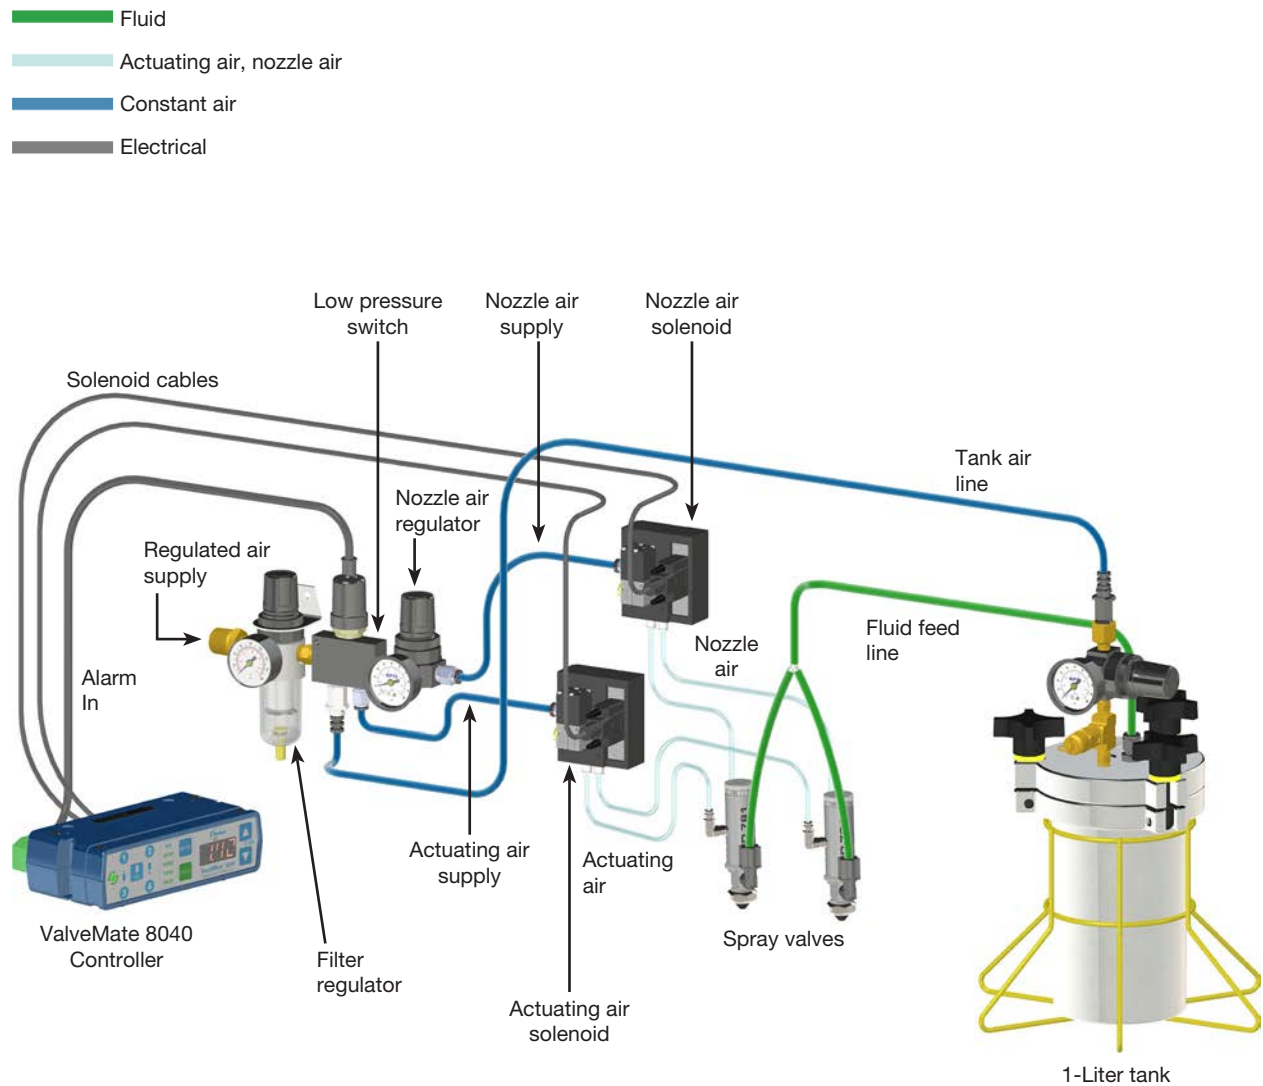 Fluid
Actuating air, nozzle air
Constant air
Electrical
Low pressure
switch
Nozzle air
supply
Nozzle air
solenoid
Solenoid cables
Tank air
line
Nozzle air
regulator
Regulated air
supply
Fluid feed
line
Nozzle
air
Alarm
In
Actuating air
supply
Actuating
air
ValveMate 8040
Controller
Filter
regulator
Spray valves
Actuating air
solenoid
1-Liter tank